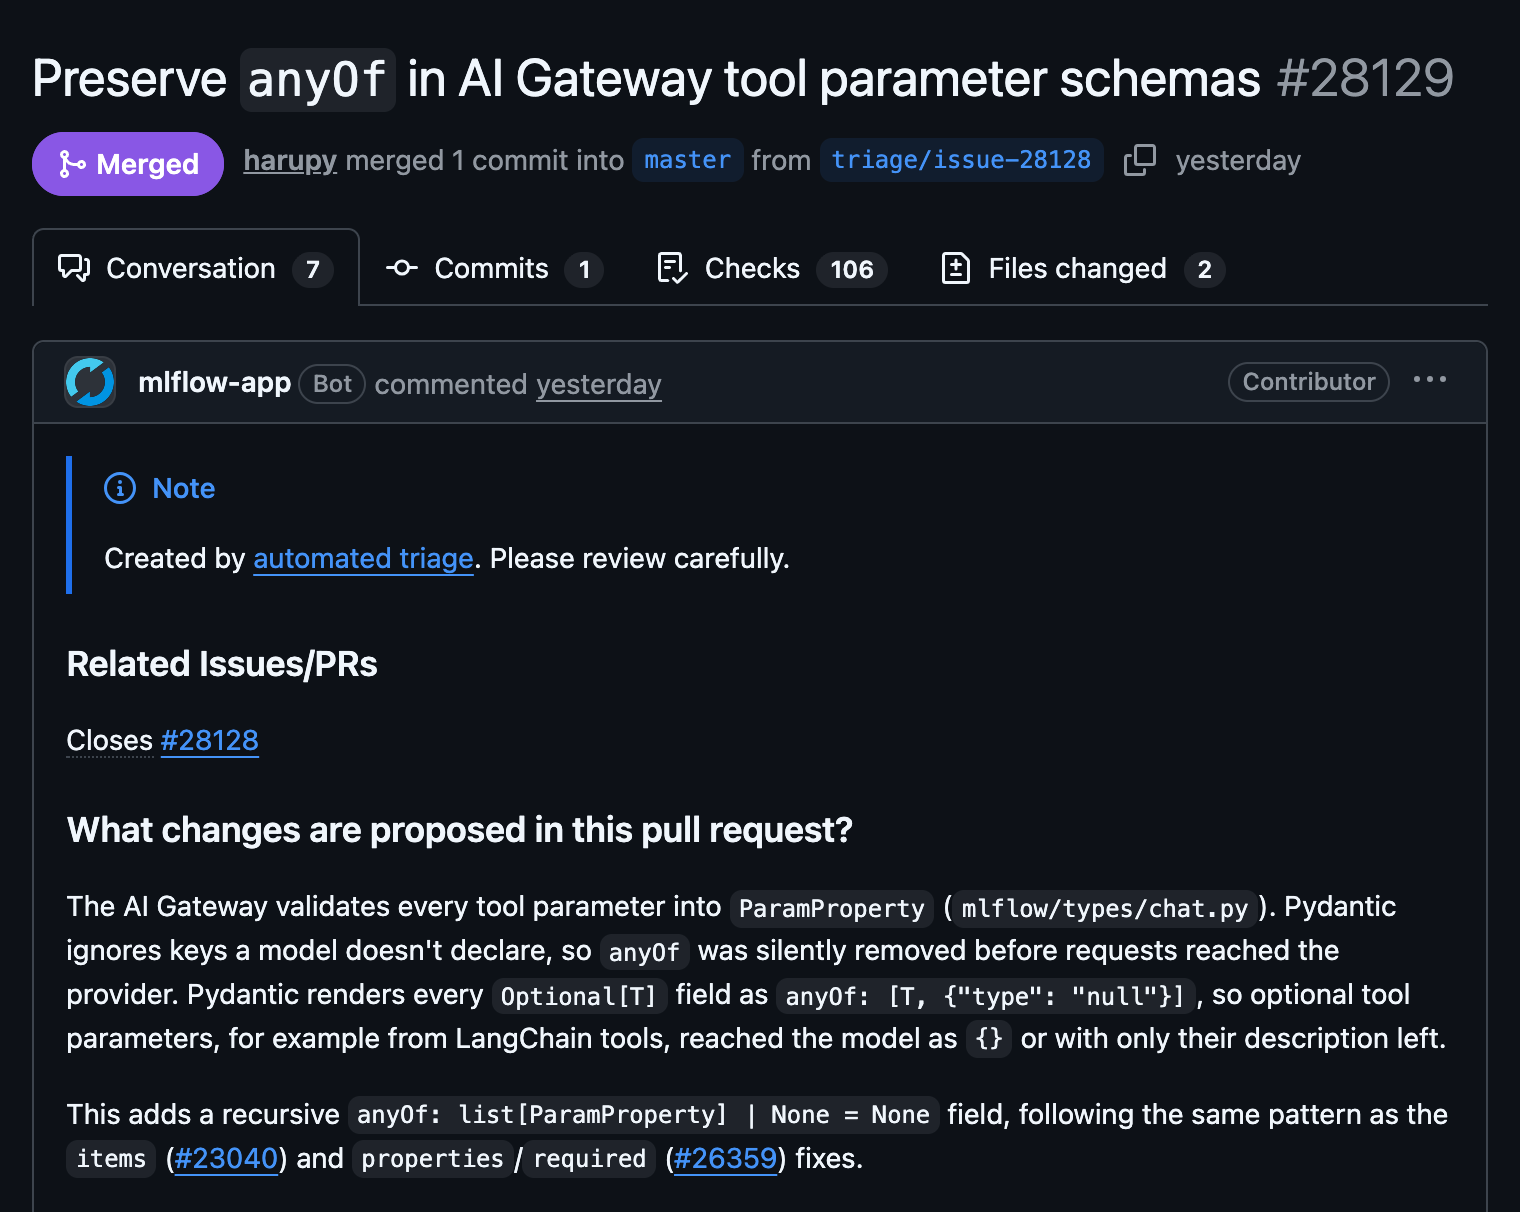 Preserve anyOf in AI Gateway tool parameter schemas #28129
Merged harupy merged 1 commit into master from triage/issue-28128 yesterday
Conversation 7 Commits 1 Checks 106 Files changed 2
mlflow-app Bot commented yesterday Contributor ...
Note
Created by automated triage. Please review carefully.
Related Issues/PRs
Closes #28128
What changes are proposed in this pull request?
The AI Gateway validates every tool parameter into ParamProperty (mlflow/types/chat.py). Pydantic
ignores keys a model doesn't declare, so anyOf was silently removed before requests reached the
provider. Pydantic renders every Optional[T] field as anyOf: [T, {"type": "null"}], so optional tool
parameters, for example from LangChain tools, reached the model as {} or with only their description left.
This adds a recursive anyOf: list[ParamProperty] | None = None field, following the same pattern as the
items (#23040) and properties/required (#26359) fixes.